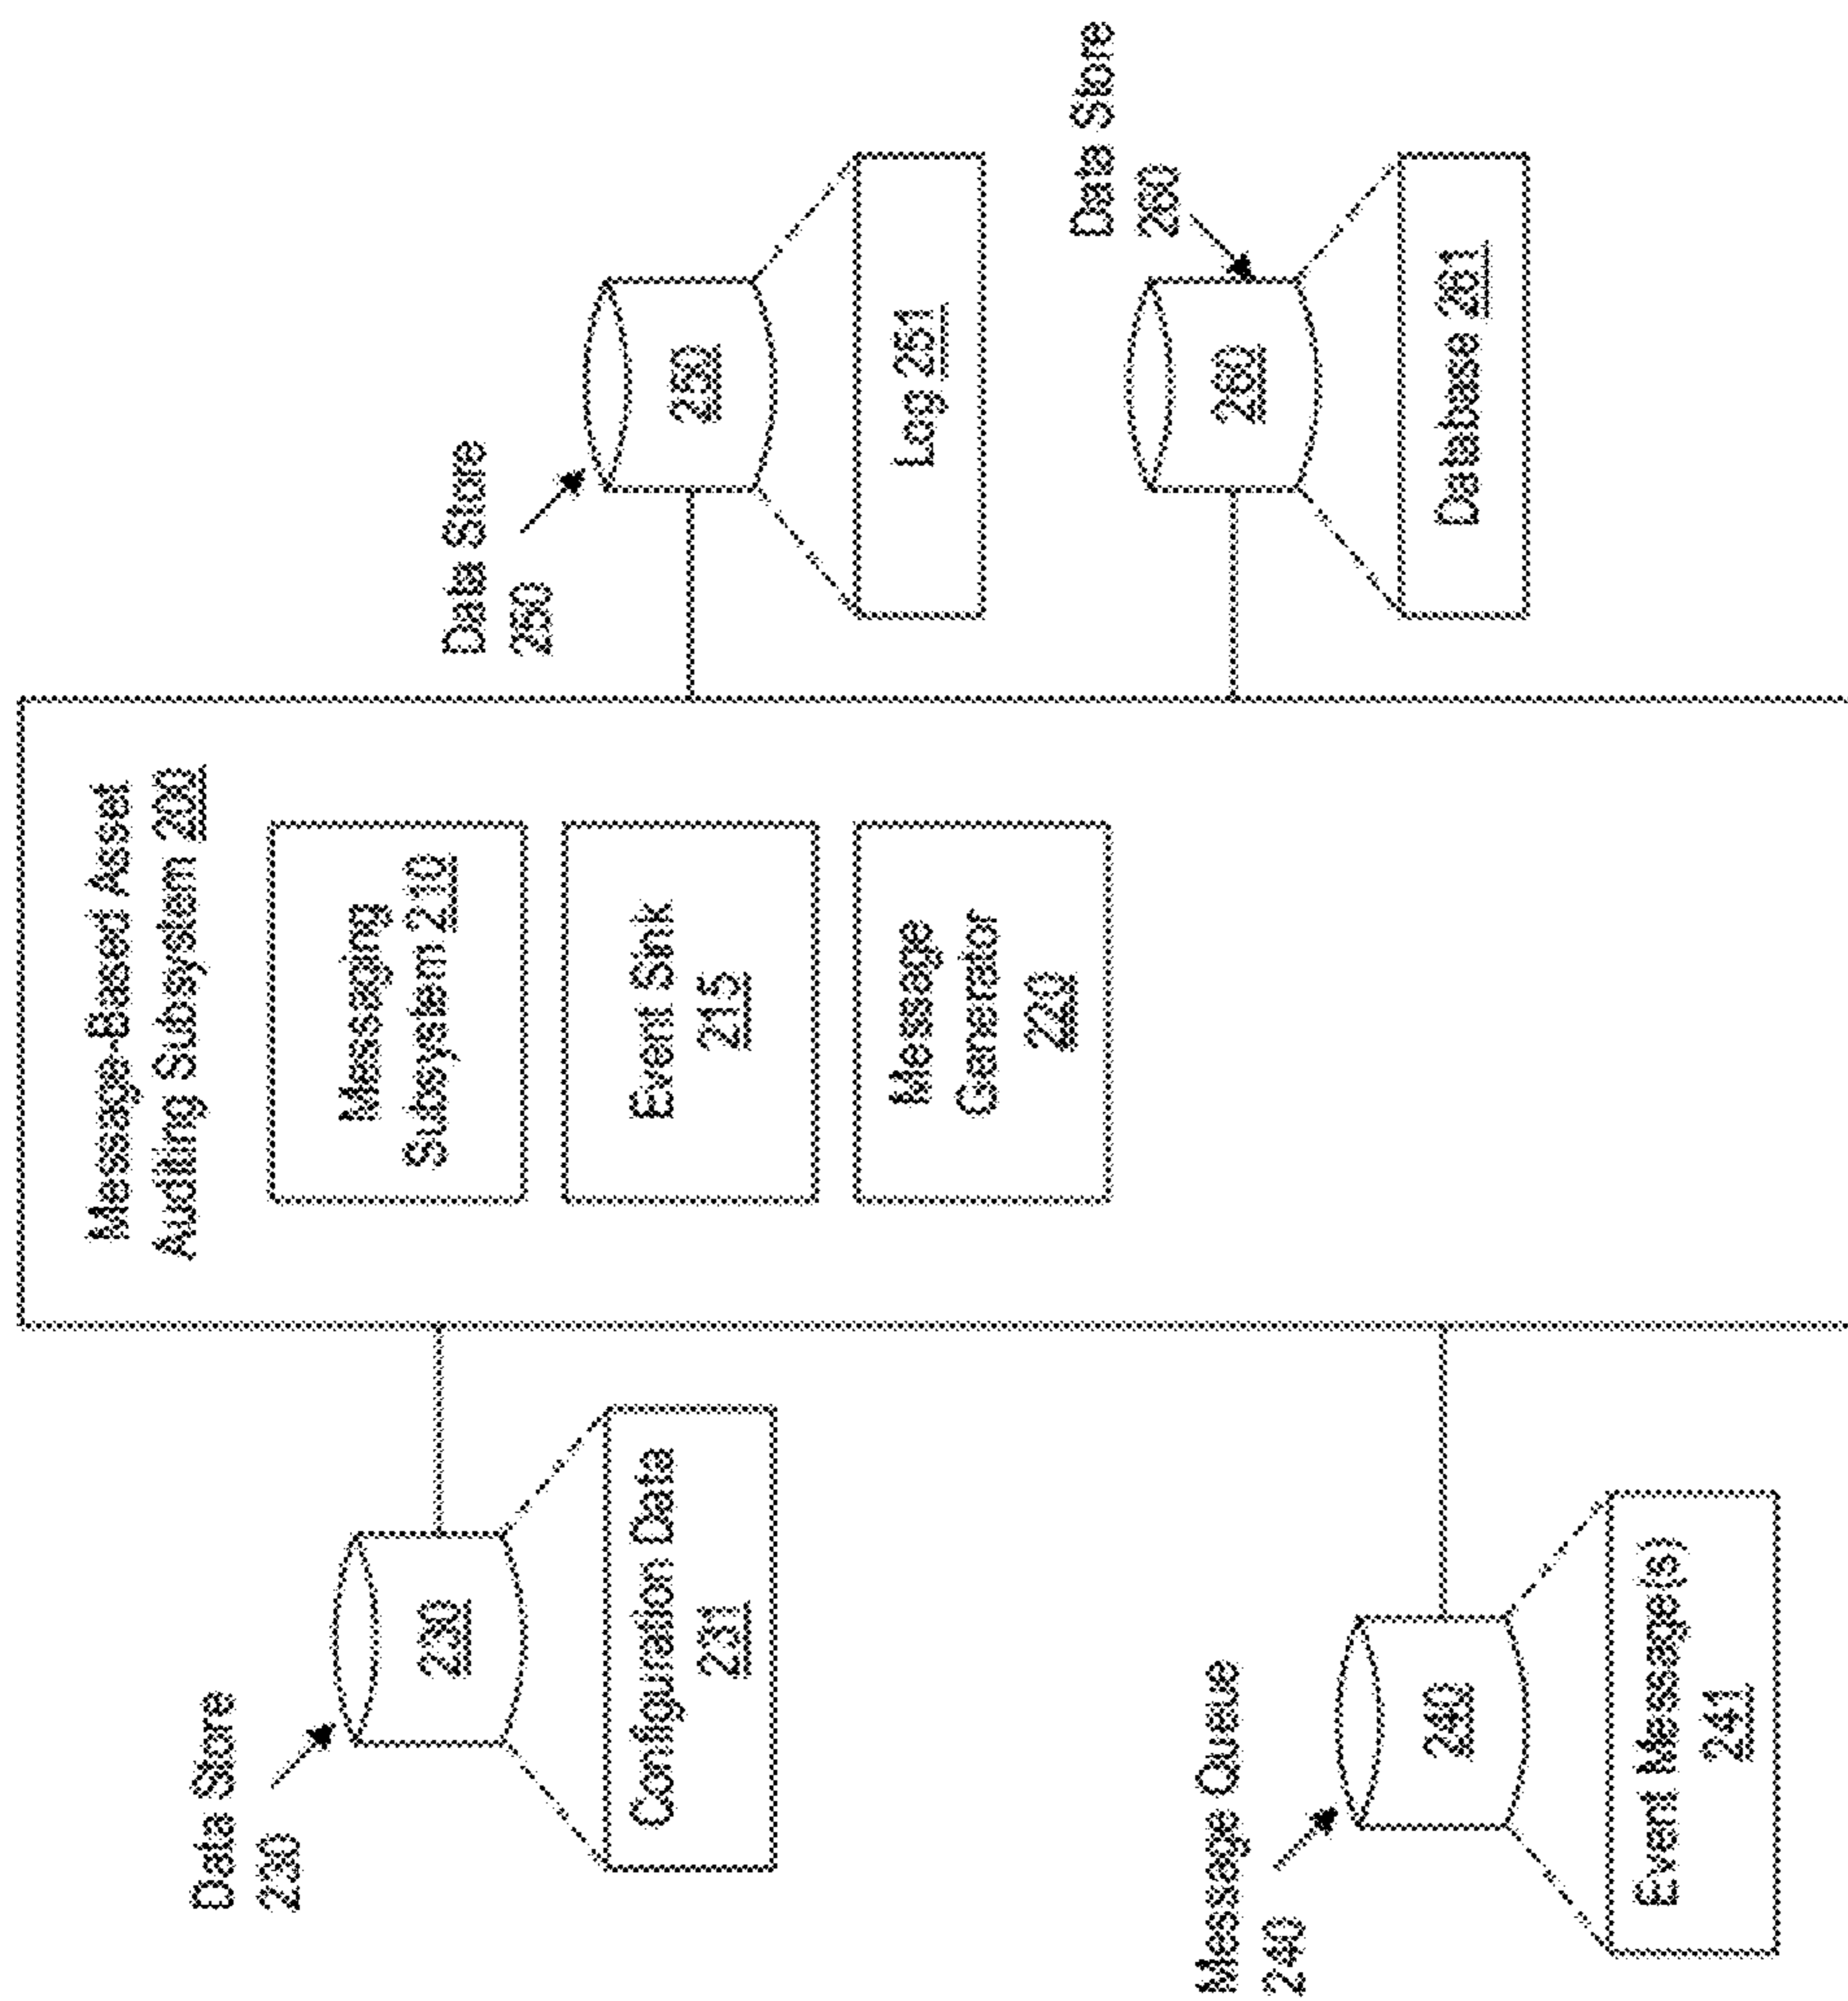 Message-Based Asset
Auditing Subsystem 200
Messaging
Subsystem 210
Event Sink
215
Message
Generator
220
Data Store
230
230
Configuration Data
231
Message Queue
240
240
Event Message(s)
241
Data Store
250
250
Log 251
Data Store
260
260
Database 261